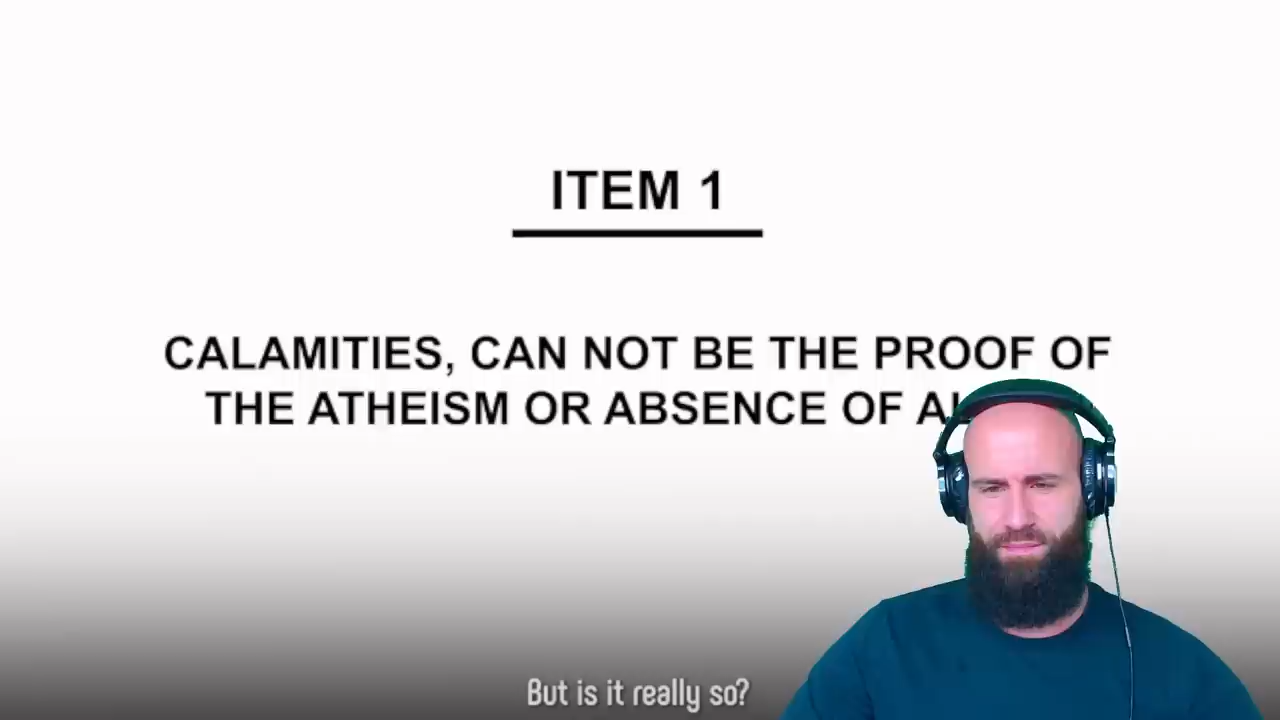 ITEM 1
CALAMITIES, CAN NOT BE THE PROOF OF
THE ATHEISM OR ABSENCE OF
But is it really so?